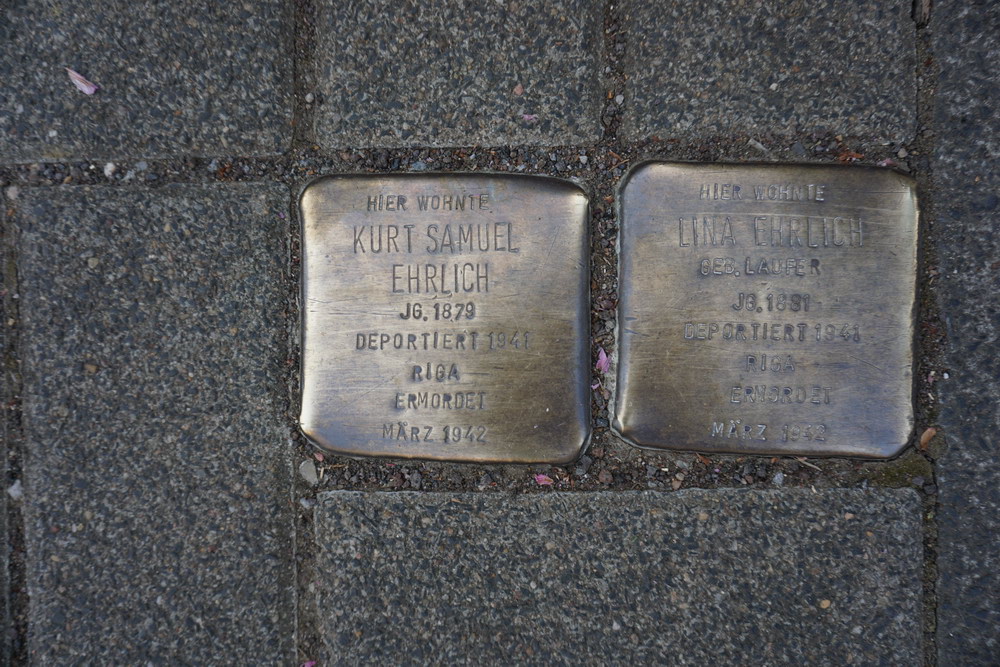 HIER WOHNTE
KURT SAMUEL
EHRLICH
JG. 1879
DEPORTIERT 1941
RIGA
ERMORDET
MÄRZ 1942
HIER WOHNTE
LINA EHRLICH
GEB. LAUFER
JG. 1881
DEPORTIERT 1941
RIGA
ERMORDET
MÄRZ 1942